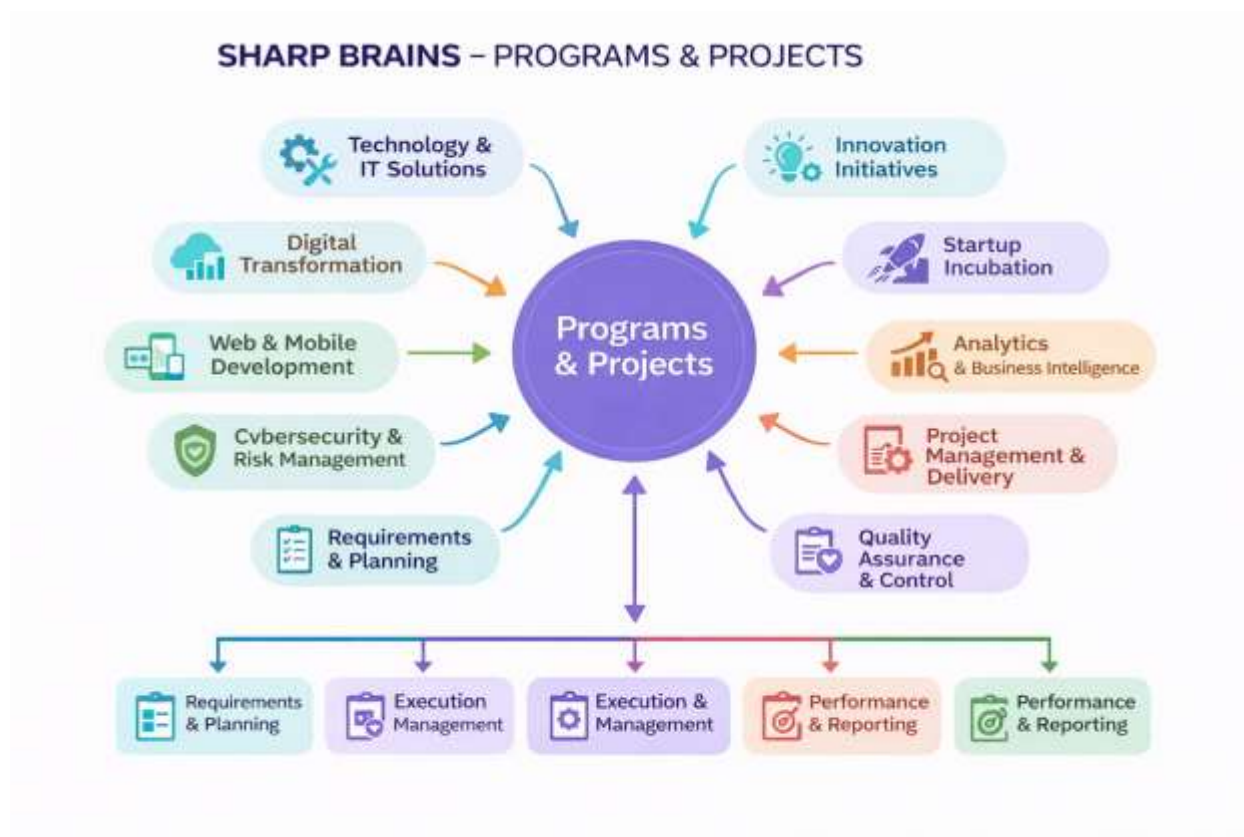 SHARP BRAINS – PROGRAMS & PROJECTS
Technology &
IT Solutions
Innovation
Initiatives
Digital
Transformation
Startup
Incubation
Programs
& Projects
Web & Mobile
Development
Analytics
& Business Intelligence
Cvbersecurity &
Risk Management
Project
Management &
Delivery
Requirements
& Planning
Quality
Assurance
& Control
Requirements
& Planning
Execution
Management
Execution &
Management
Performance
& Reporting
Performance
& Reporting